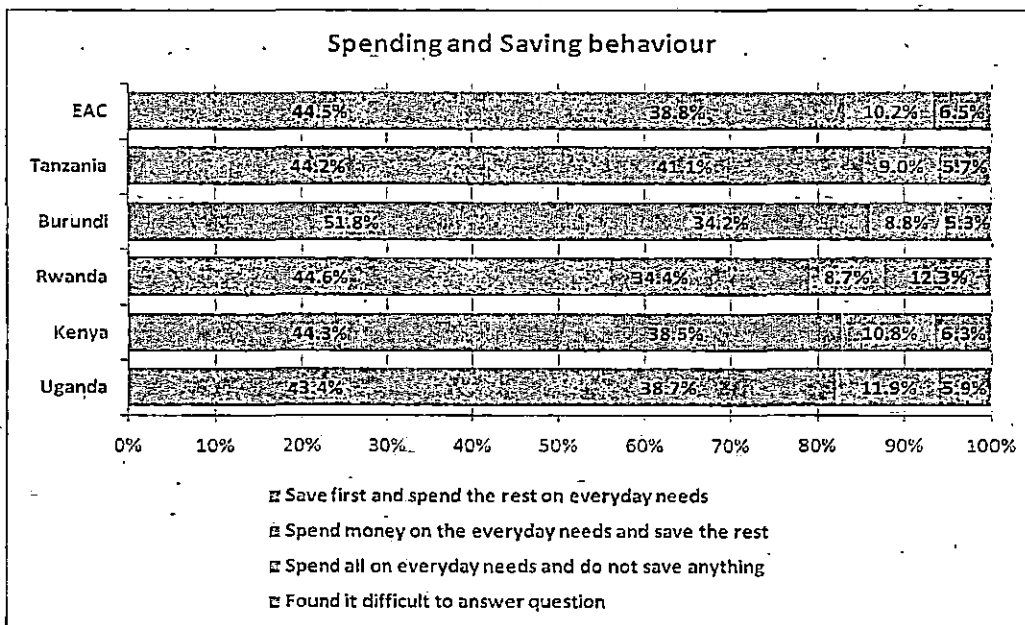 Spending and Saving behaviour
EAC 44.5% 38.8% 10.2% 6.5%
Tanzania 44.2% 41.1% 9.0% 5.7%
Burundi 51.8% 34.2% 8.8% 5.3%
Rwanda 44.6% 34.4% 8.7% 12.3%
Kenya 44.3% 38.5% 10.8% 6.3%
Uganda 43.4% 38.7% 11.9% 5.9%
0% 10% 20% 30% 40% 50% 60% 70% 80% 90% 100%
Save first and spend the rest on everyday needs
Spend money on the everyday needs and save the rest
Spend all on everyday needs and do not save anything
Found it difficult to answer question